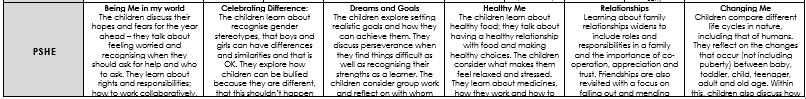 PSHE
Being Me in my world
The children discuss their
hopes and fears for the year
ahead – they talk about
feeling worried and
recognising when they
should ask for help and who
to ask. They learn about
rights and responsibilities;
how to work collaboratively,
Celebrating Difference:
The children learn about
recognise gender
stereotypes, that boys and
girls can have differences
and similarities and that is
OK. They explore how
children can be bullied
because they are different,
that this shouldn't happen
Dreams and Goals
The children explore setting
realistic goals and how they
can achieve them. They
discuss perseverance when
they find things difficult as
well as recognising their
strengths as a learner. The
children consider group work
and reflect on with whom
Healthy Me
The children learn about
healthy food; they talk about
having a healthy relationship
with food and making
healthy choices. The children
consider what makes them
feel relaxed and stressed.
They learn about medicines,
how they work and how to
Relationships
Learning about family
relationships widens to
include roles and
responsibilities in a family
and the importance of co-
operation, appreciation and
trust. Friendships are also
revisited with a focus on
falling out and mending
Changing Me
Children compare different
life cycles in nature,
including that of humans.
They reflect on the changes
that occur (not including
puberty) between baby,
toddler, child, teenager,
adult and old age. Within
this, children also discuss how